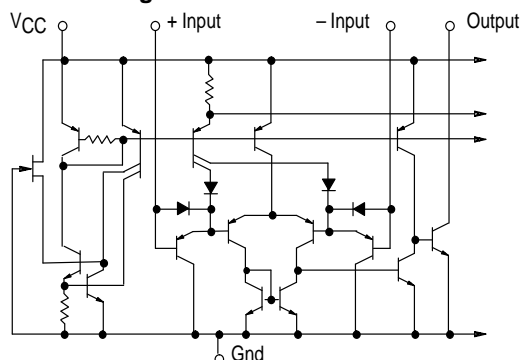 VCC
+ Input
– Input
Output
Gnd